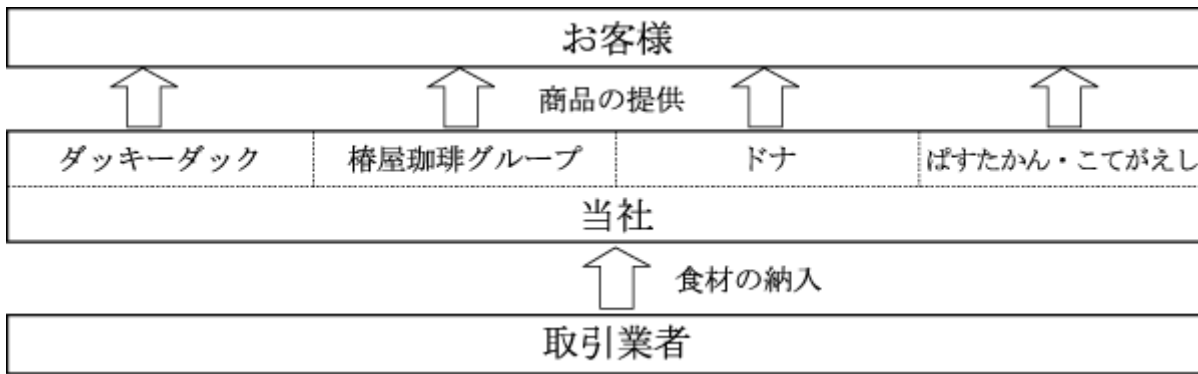 お客様
商品の提供
ダッキーダック 椿屋珈琲グループ ドナ ぱすたかん・こてがえし
当社
食材の納入
取引業者